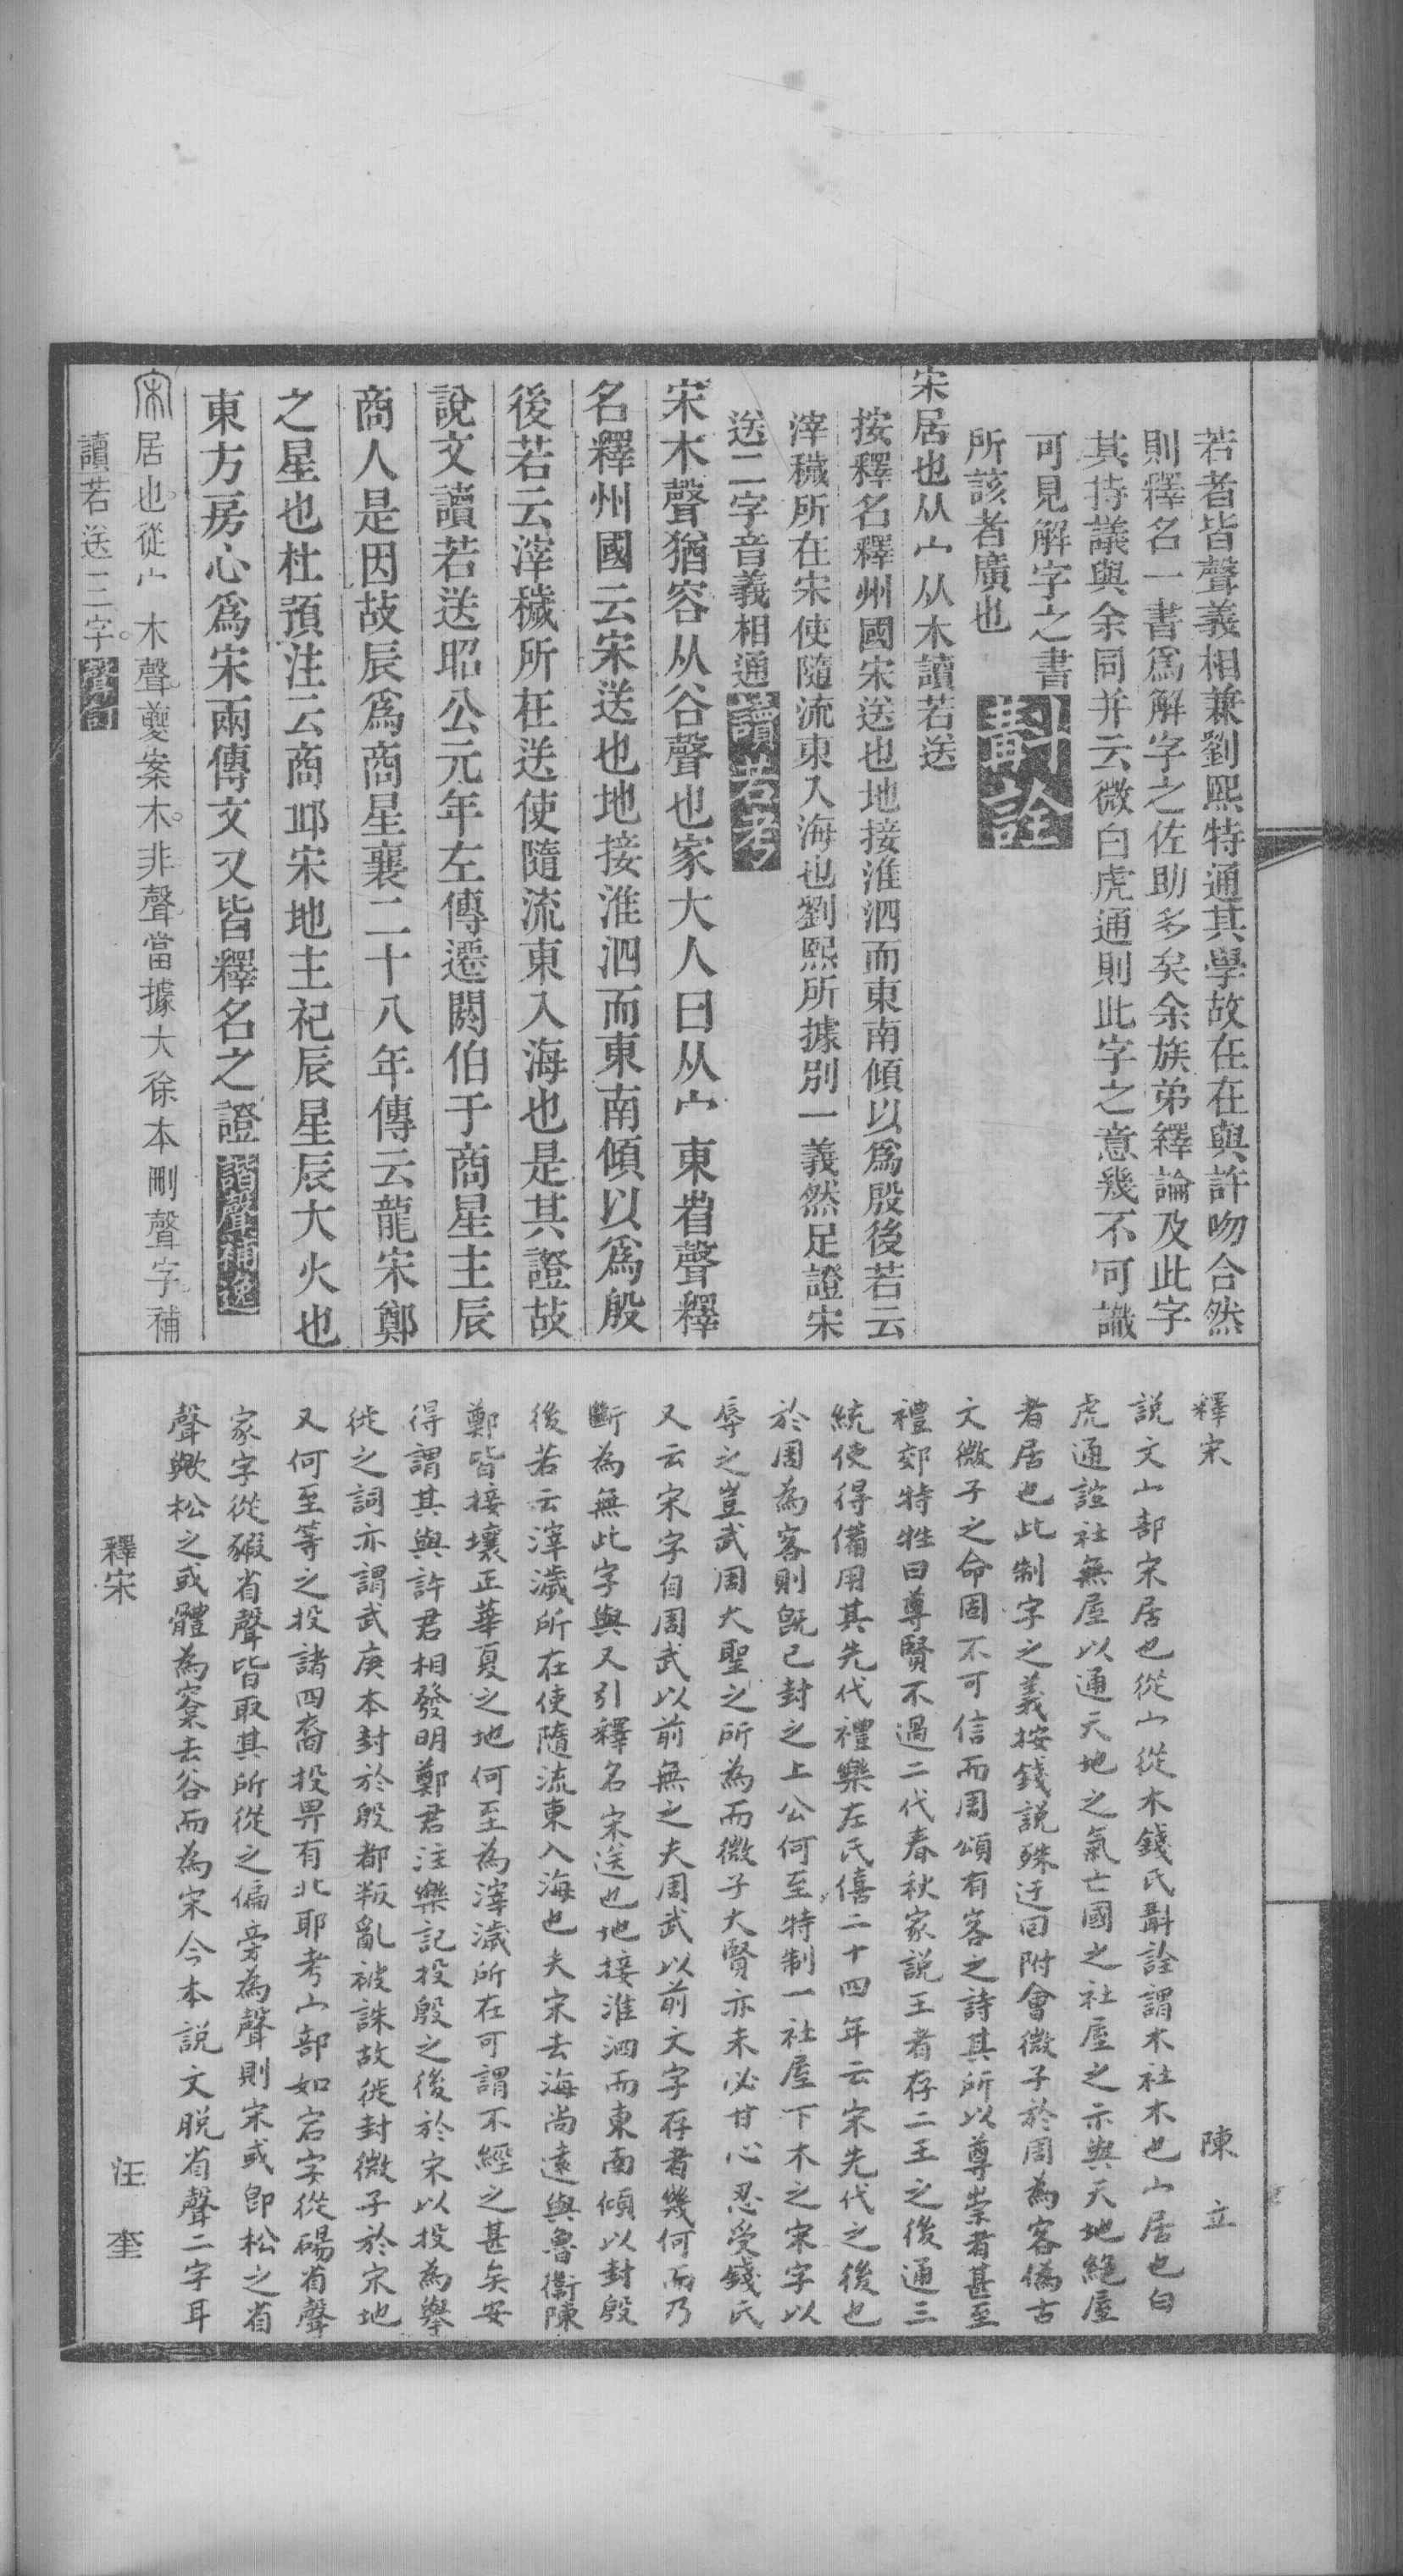 若者皆聲義相兼劉熙特通其學故在在與許吻合然
則釋名一書爲解字之佐助多矣余族弟繹論及此字
其持議與余同并云微白虎通則此字之意幾不可識
可見解字之書
所該者廣也
斠詮
宋居也从宀从木讀若送
按釋名釋州國宋送也地接淮泗而東南傾以爲殷後若云
滓穢所在宋使隨流東入海也劉熙所據别一義然足證宋
送二字音義相通讀若考
宋木聲猶容从谷聲也家大人曰从宀東省聲釋
名釋州國云宋送也地接淮泗而東南傾以爲殷
後若云滓穢所在送使隨流東入海也是其證故
說文讀若送昭公元年左傳遷閼伯于商星主辰
商人是因故辰爲商星襄二十八年傳云龍宋鄭
之星也杜預注云商邱宋地主祀辰星辰大火也
東方房心爲宋兩傳文又皆釋名之證諧聲補逸
宋居也從宀木聲夔案木非聲當據大徐本刪聲字補
讀若送三字
釋宋 陳立
說文宀部宋居也從宀從木錢氏斠詮謂木社木也宀居也白
虎通誼社無屋以通天地之氣亡國之社屋之示與天地絕屋
者居也此制字之義按錢說殊迂回附會微子於周為客偽古
文微子之命固不可信而周頌有客之詩其所以尊崇者甚至
禮郊特牲曰尊賢不過二代春秋家說王者存二王之後通三
統使得備用其先代禮樂左氏僖二十四年云宋先代之後也
於周為客則既已封之上公何至特制一社屋下木之宋字以
辱之豈武周大聖之所為而微子大賢亦未必甘心忍受錢氏
又云宋字自周武以前無之夫周武以前文字存者幾何而乃
斷為無此字與又引釋名宋送也地接淮泗而東南傾以封殷
後若云滓濊所在使隨流東入海也夫宋去海尚遠與魯衞陳
鄭皆接壤正華夏之地何至為滓濊所在可謂不經之甚矣安
得謂其與許君相發明鄭君注樂記投殷之後於宋以投為舉
徙之詞亦謂武庚本封於殷都叛亂被誅故徙封微子於宋地
又何至等之投諸四裔投畀有北耶考宀部如宕字從碭省聲
家字從豭省聲皆取其所從之偏旁為聲則宋或卽松之省
聲歟松之或體為㮤去谷而為宋今本說文脫省聲二字耳
釋宋 汪奎